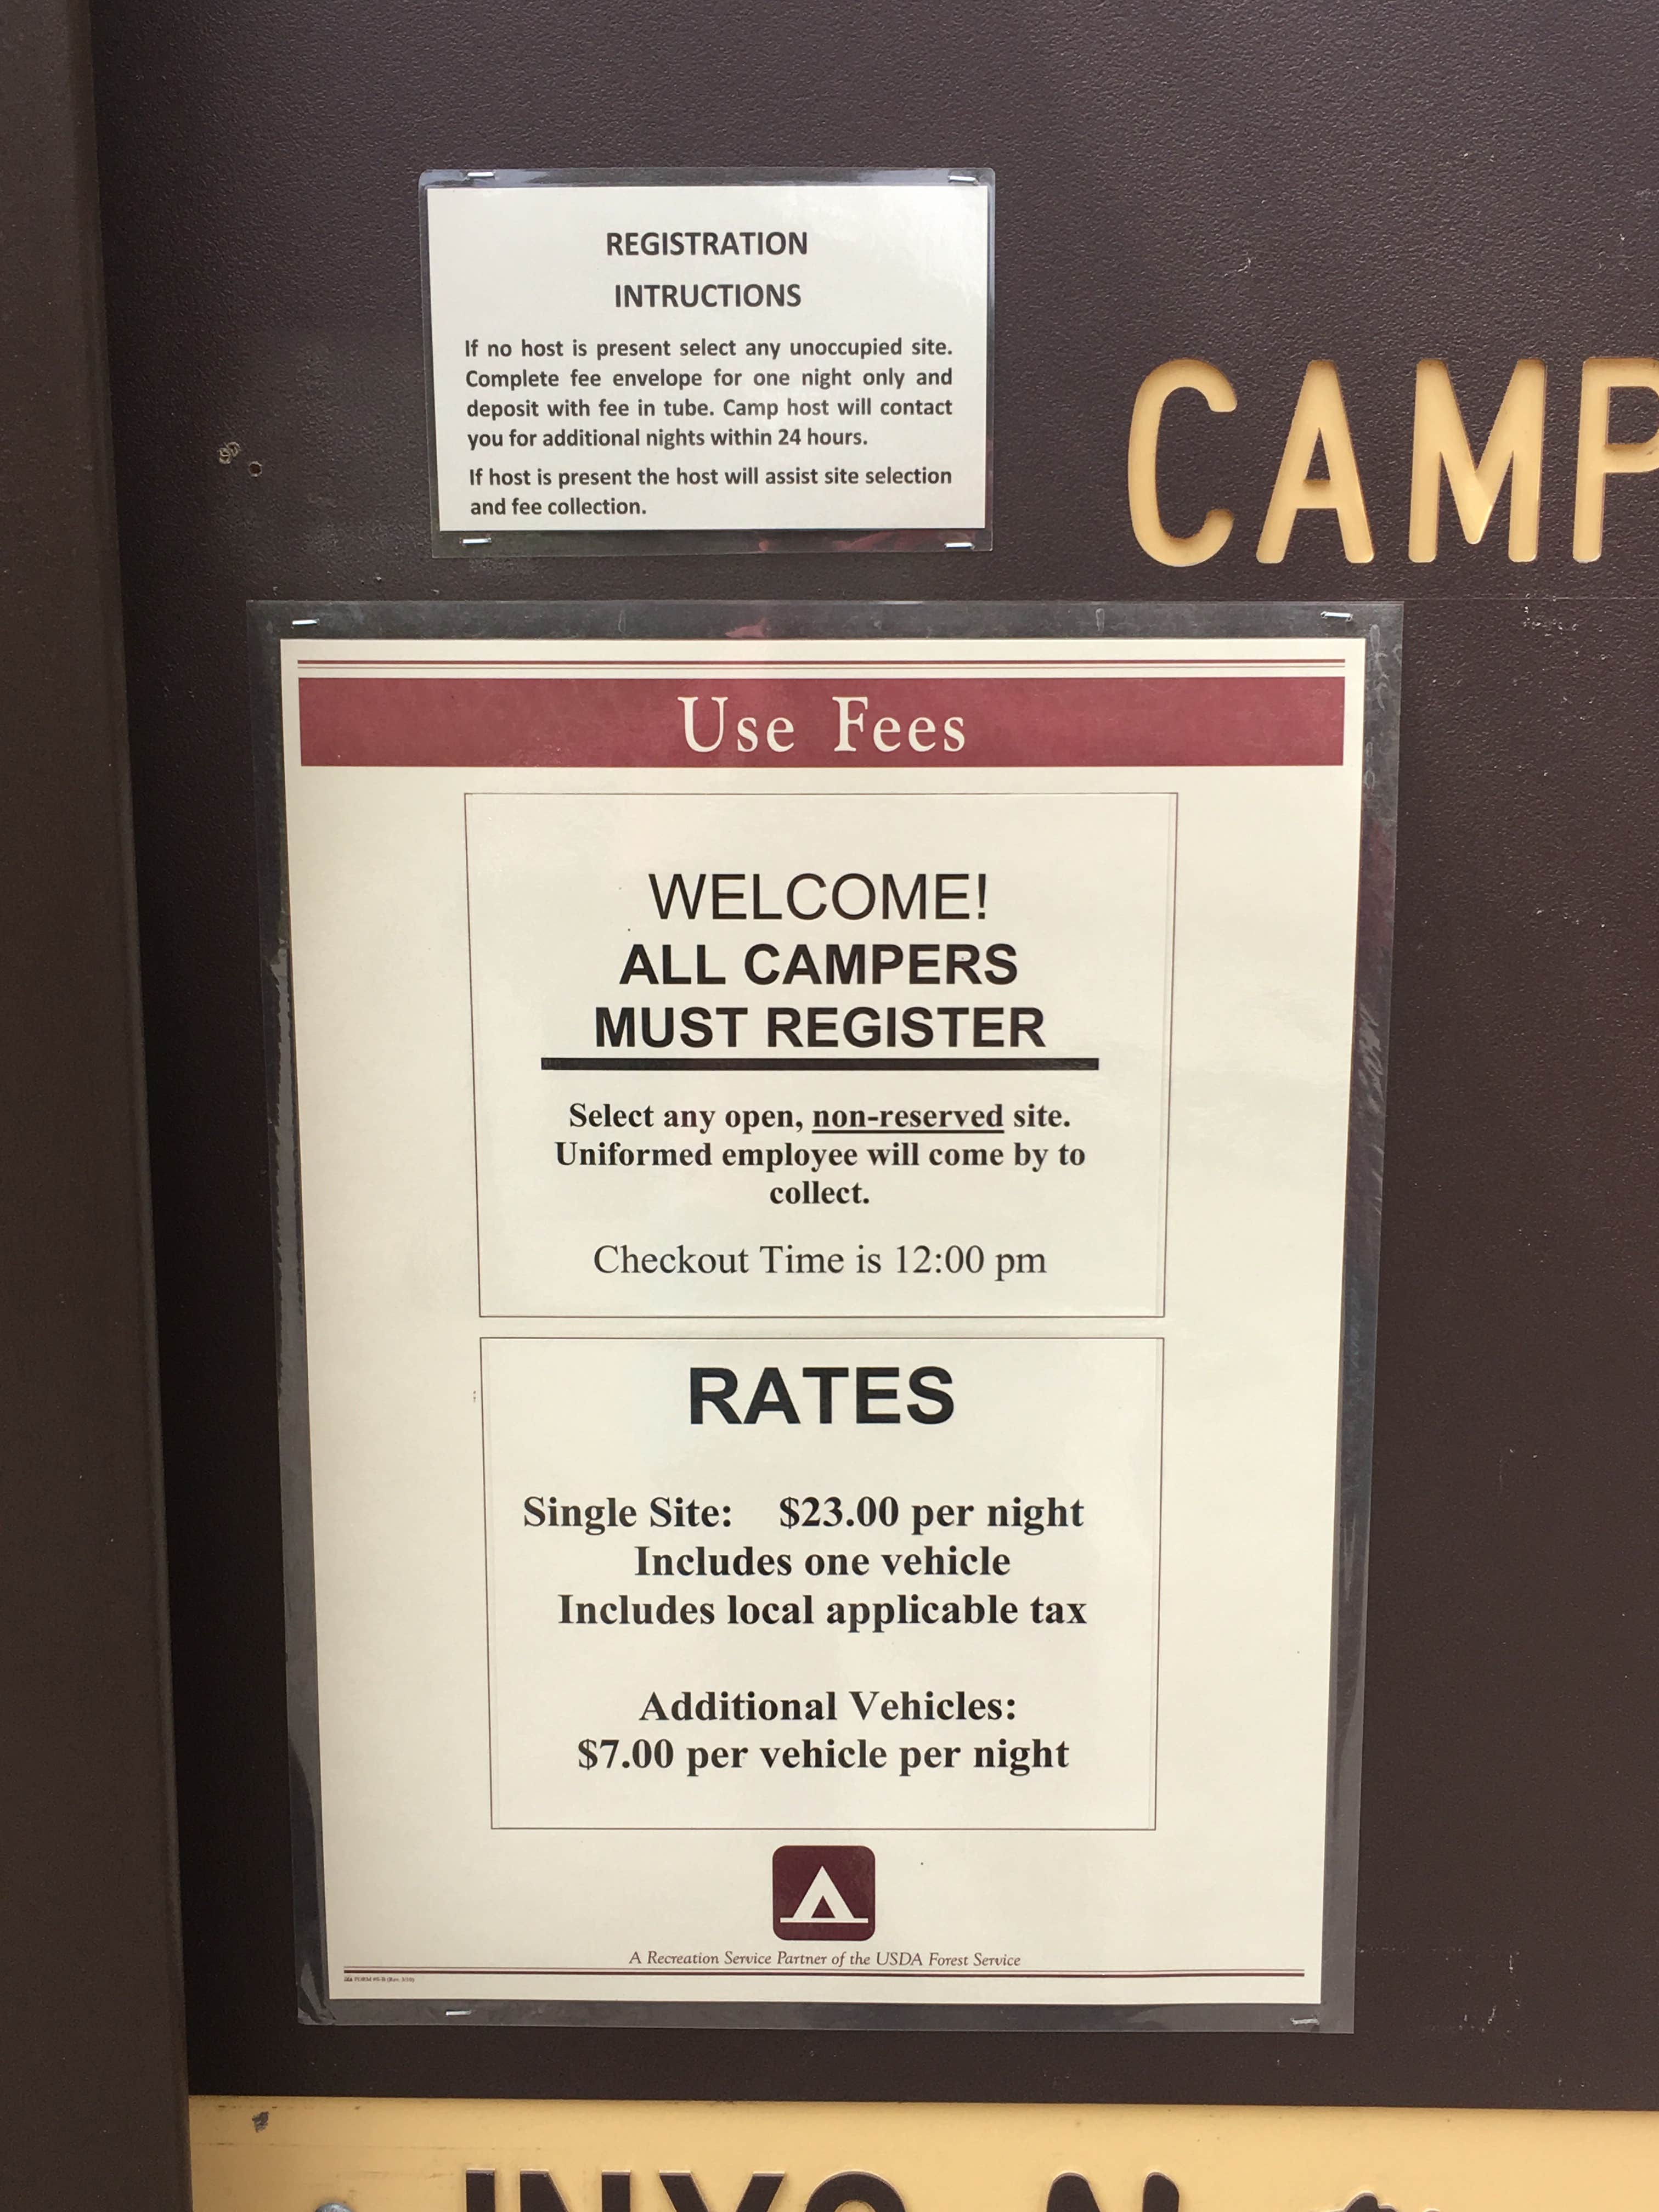 REGISTRATION
INTRUCTIONS
If no host is present select any unoccupied site.
Complete fee envelope for one night only and
deposit with fee in tube. Camp host will contact
you for additional nights within 24 hours.
If host is present the host will assist site selection
and fee collection.
CAMP
Use Fees
WELCOME!
ALL CAMPERS
MUST REGISTER
Select any open, non-reserved site.
Uniformed employee will come by to
collect.
Checkout Time is 12:00 pm
RATES
Single Site: $23.00 per night
Includes one vehicle
Includes local applicable tax
Additional Vehicles:
$7.00 per vehicle per night
A Recreation Service Partner of the USDA Forest Service